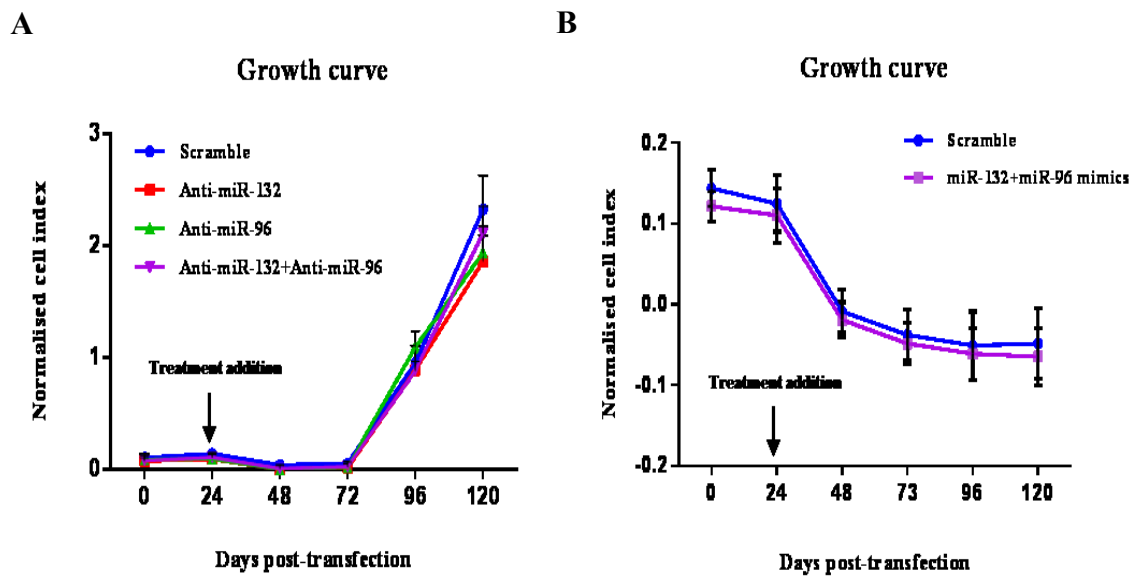 A
Growth curve
Normalised cell index
3
2
1
0
Scramble
Anti-miR-132
Anti-miR-96
Anti-miR-132+Anti-miR-96
Treatment addition
0 24 48 72 96 120
Days post-transfection
B
Growth curve
Normalised cell index
0.2
0.1
0.0
-0.1
-0.2
Scramble
miR-132+miR-96 mimics
Treatment addition
0 24 48 73 96 120
Days post-transfection